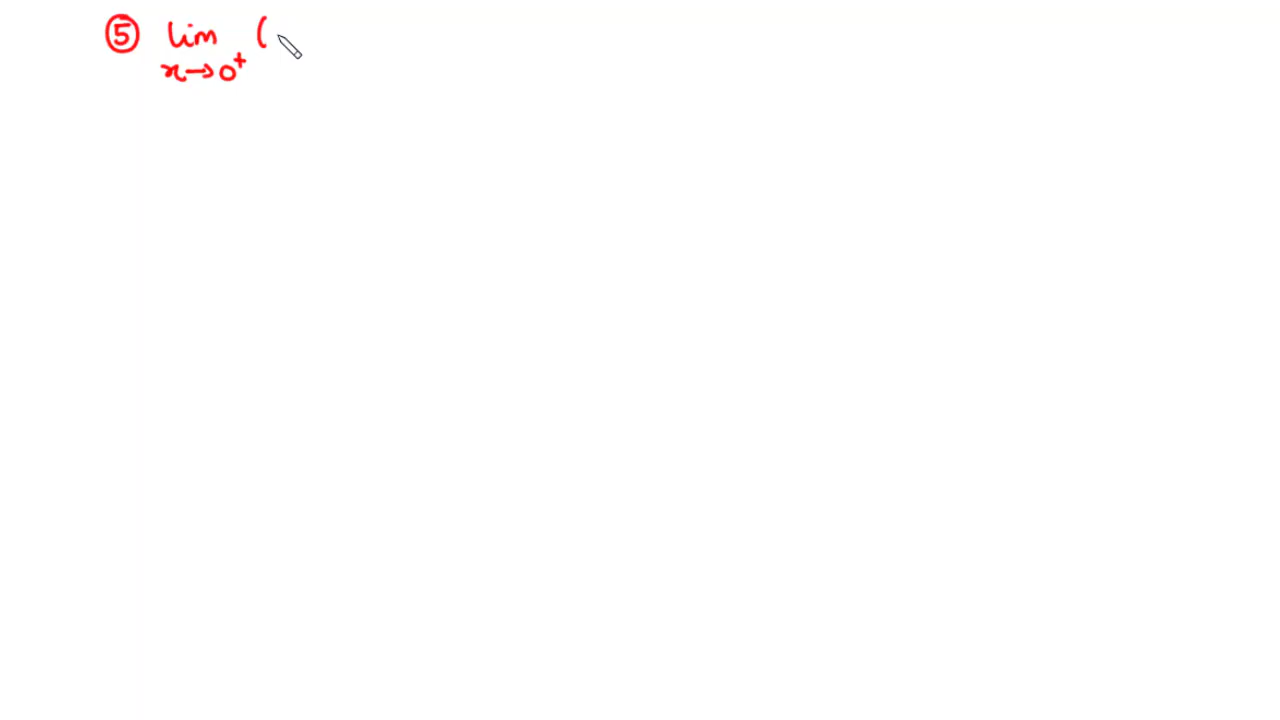 ⑤ lim (
x→0⁺